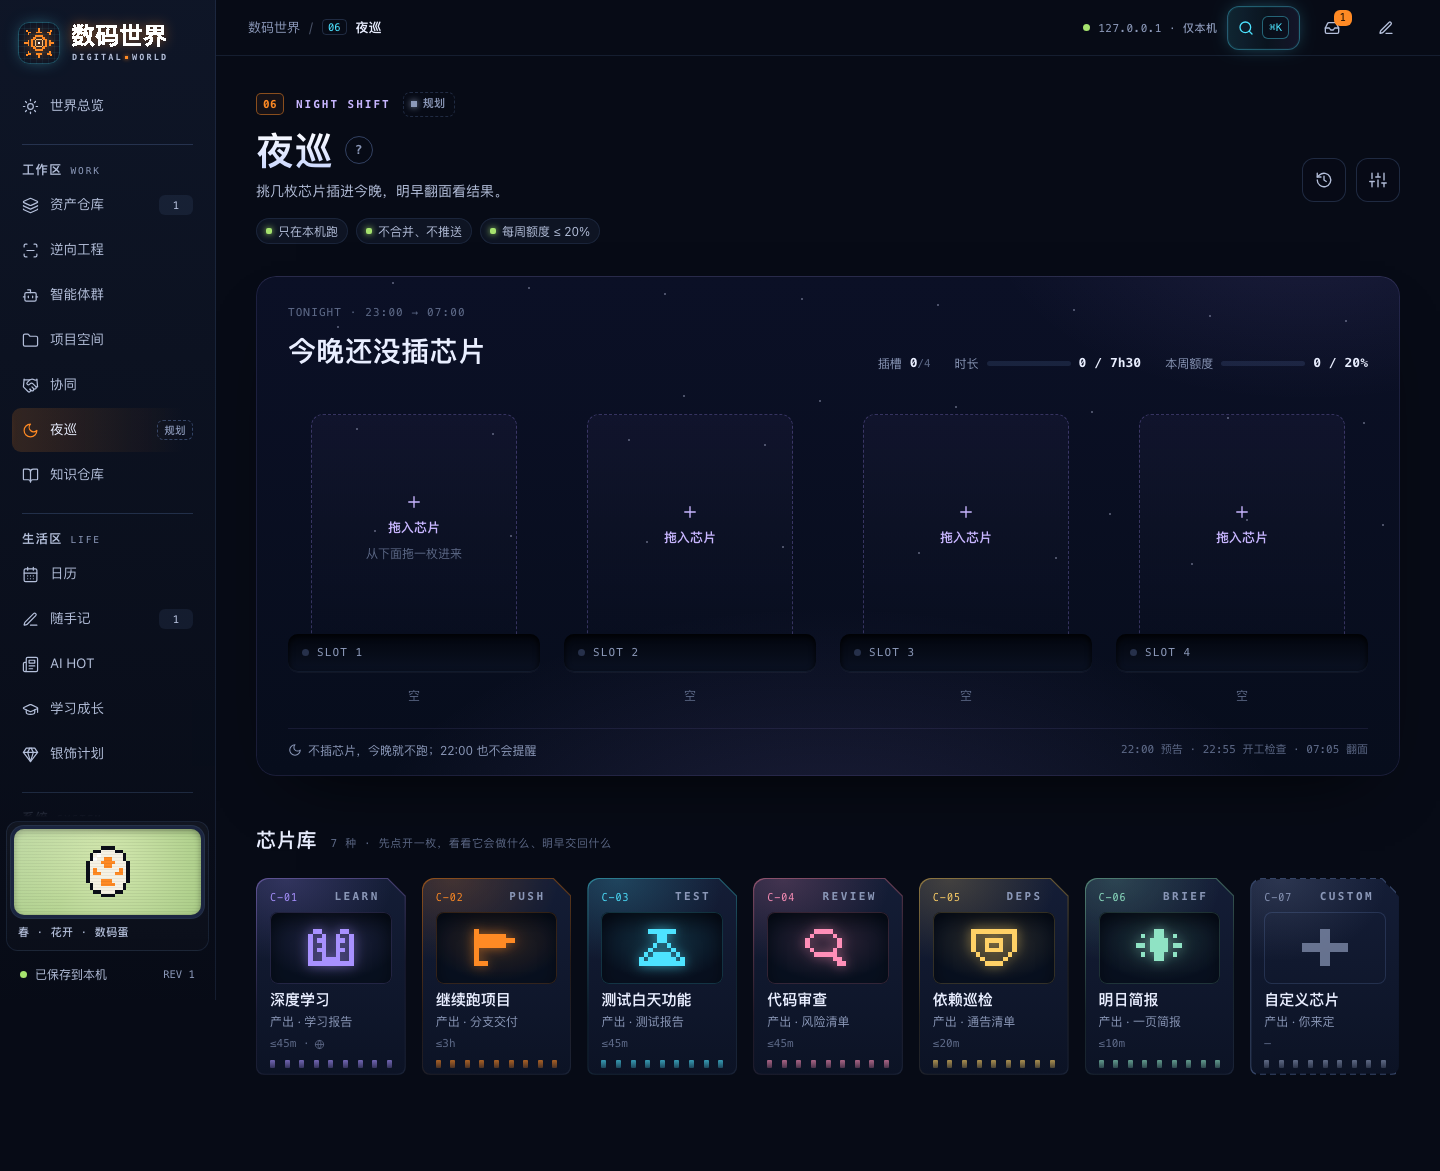 数码世界
DIGITAL WORLD
世界总览
工作区 WORK
资产仓库 1
逆向工程
智能体群
项目空间
协同
夜巡 规划
知识仓库
生活区 LIFE
日历
随手记 1
AI HOT
学习成长
银饰计划
春 · 花开 · 数码蛋
已保存到本机 REV 1
数码世界 / 06 夜巡
127.0.0.1 · 仅本机
⌘K
1
06 NIGHT SHIFT 规划
夜巡 ?
挑几枚芯片插进今晚，明早翻面看结果。
只在本机跑
不合并、不推送
每周额度 ≤ 20%
TONIGHT · 23:00 → 07:00
今晚还没插芯片
插槽 0/4 时长 0 / 7h30 本周额度 0 / 20%
拖入芯片
从下面拖一枚进来
拖入芯片
拖入芯片
拖入芯片
SLOT 1
SLOT 2
SLOT 3
SLOT 4
空
空
空
空
不插芯片，今晚就不跑；22:00 也不会提醒
22:00 预告 · 22:55 开工检查 · 07:05 翻面
芯片库 7 种 · 先点开一枚，看看它会做什么、明早交回什么
C-01 LEARN
深度学习
产出 · 学习报告
≤45m ·
C-02 PUSH
继续跑项目
产出 · 分支交付
≤3h
C-03 TEST
测试白天功能
产出 · 测试报告
≤45m
C-04 REVIEW
代码审查
产出 · 风险清单
≤45m
C-05 DEPS
依赖巡检
产出 · 通告清单
≤20m
C-06 BRIEF
明日简报
产出 · 一页简报
≤10m
C-07 CUSTOM
自定义芯片
产出 · 你来定
—